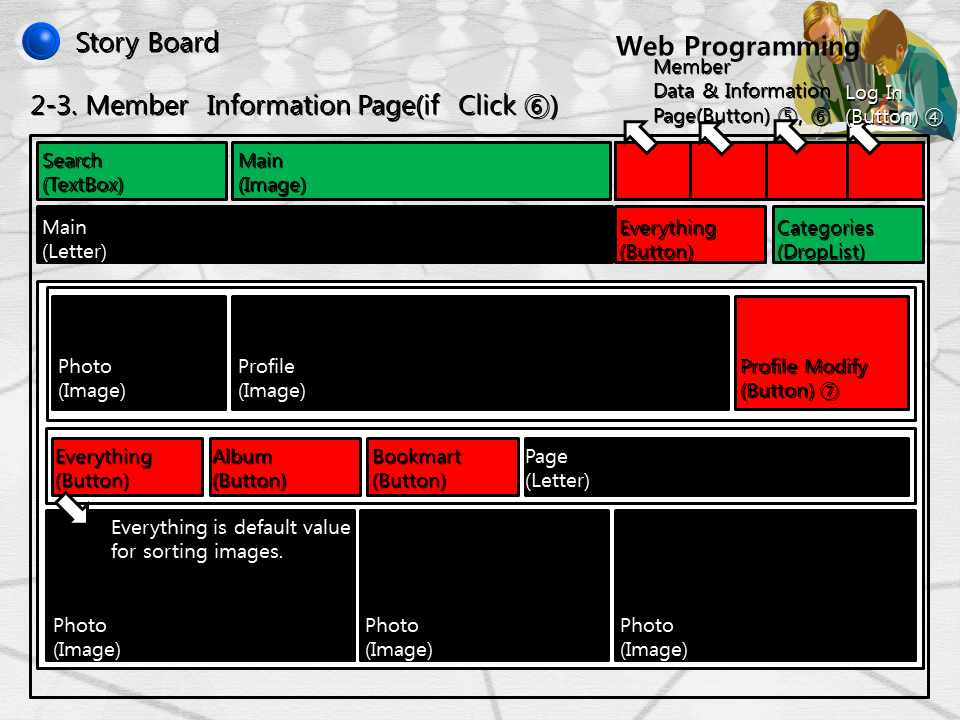 Story Board
Web Programming
2-3. Member Information Page(if Click ⑥)
Member
Data & Information
Page(Button) ⑤, ⑥
Log In
(Button) ④
Search
(TextBox)
Main
(Image)
Main
(Letter)
Everything
(Button)
Categories
(DropList)
Photo
(Image)
Profile
(Image)
Profile Modify
(Button) ⑦
Everything
(Button)
Album
(Button)
Bookmart
(Button)
Page
(Letter)
Everything is default value
for sorting images.
Photo
(Image)
Photo
(Image)
Photo
(Image)